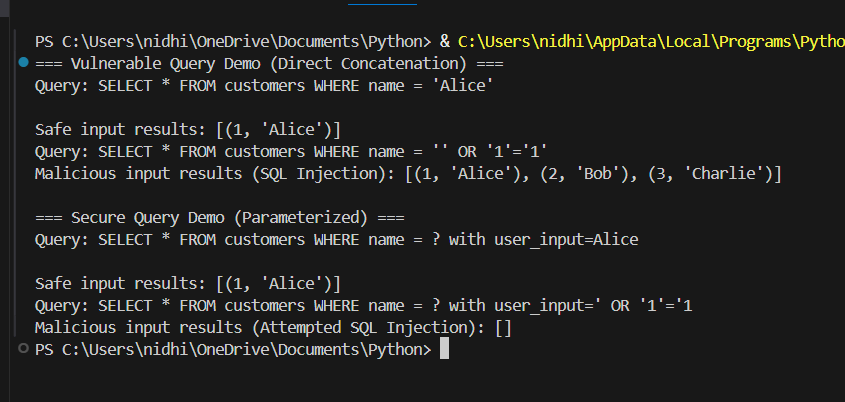 PS C:\Users\nidhi\OneDrive\Documents\Python> & C:\Users\nidhi\AppData\Local\Programs\Pytho
=== Vulnerable Query Demo (Direct Concatenation) ===
Query: SELECT * FROM customers WHERE name = 'Alice'
Safe input results: [(1, 'Alice')]
Query: SELECT * FROM customers WHERE name = '' OR '1'='1'
Malicious input results (SQL Injection): [(1, 'Alice'), (2, 'Bob'), (3, 'Charlie')]
=== Secure Query Demo (Parameterized) ===
Query: SELECT * FROM customers WHERE name = ? with user_input=Alice
Safe input results: [(1, 'Alice')]
Query: SELECT * FROM customers WHERE name = ? with user_input=' OR '1'='1
Malicious input results (Attempted SQL Injection): []
PS C:\Users\nidhi\OneDrive\Documents\Python>